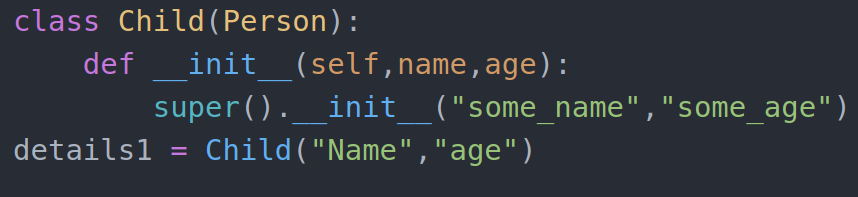 class Child(Person):
    def __init__(self,name,age):
        super().__init__("some_name","some_age")
details1 = Child("Name","age")